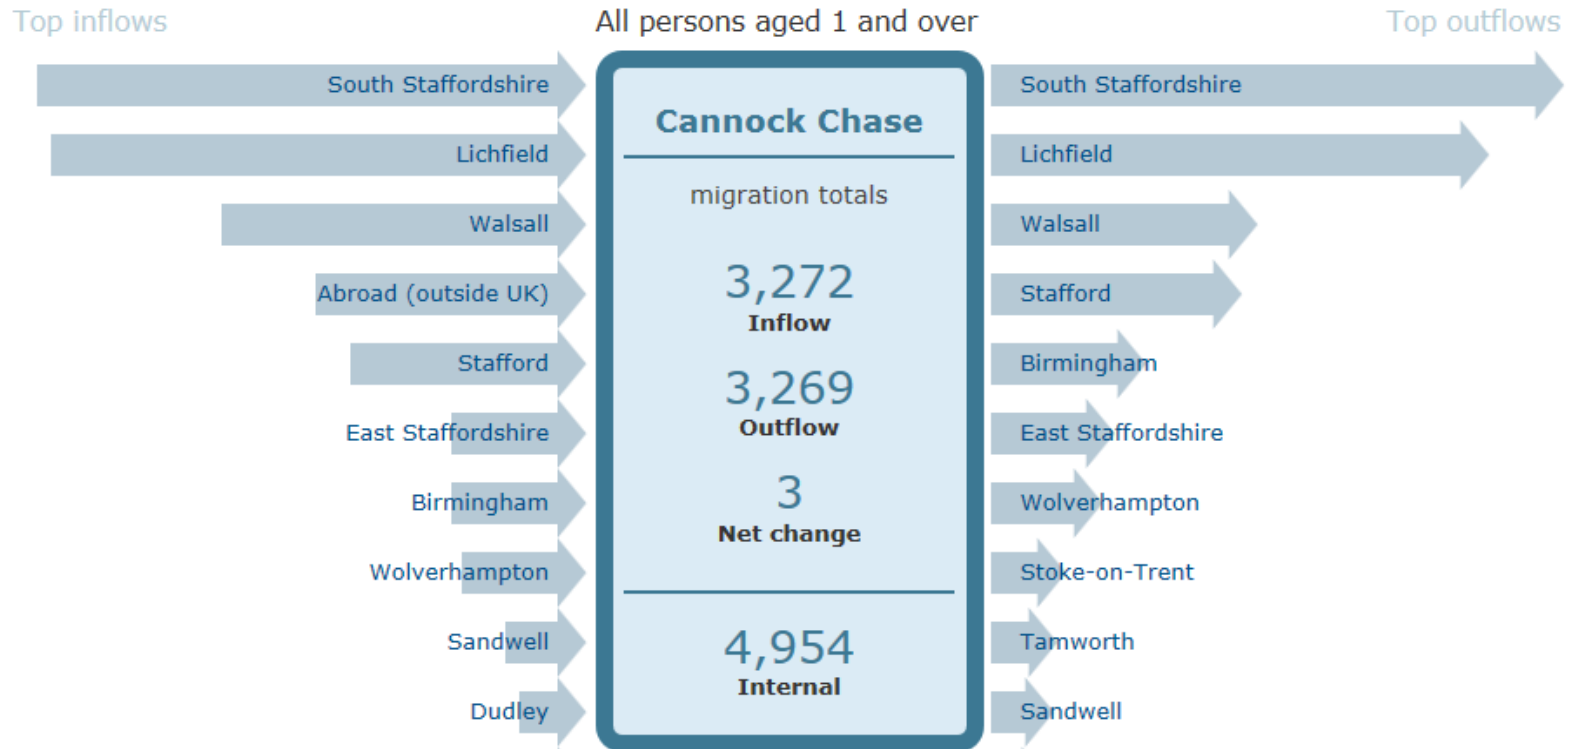 Top inflows
All persons aged 1 and over
Top outflows
South Staffordshire
Lichfield
Walsall
Abroad (outside UK)
Stafford
East Staffordshire
Birmingham
Wolverhampton
Sandwell
Dudley
Cannock Chase
migration totals
3,272
Inflow
3,269
Outflow
3
Net change
4,954
Internal
South Staffordshire
Lichfield
Walsall
Stafford
Birmingham
East Staffordshire
Wolverhampton
Stoke-on-Trent
Tamworth
Sandwell